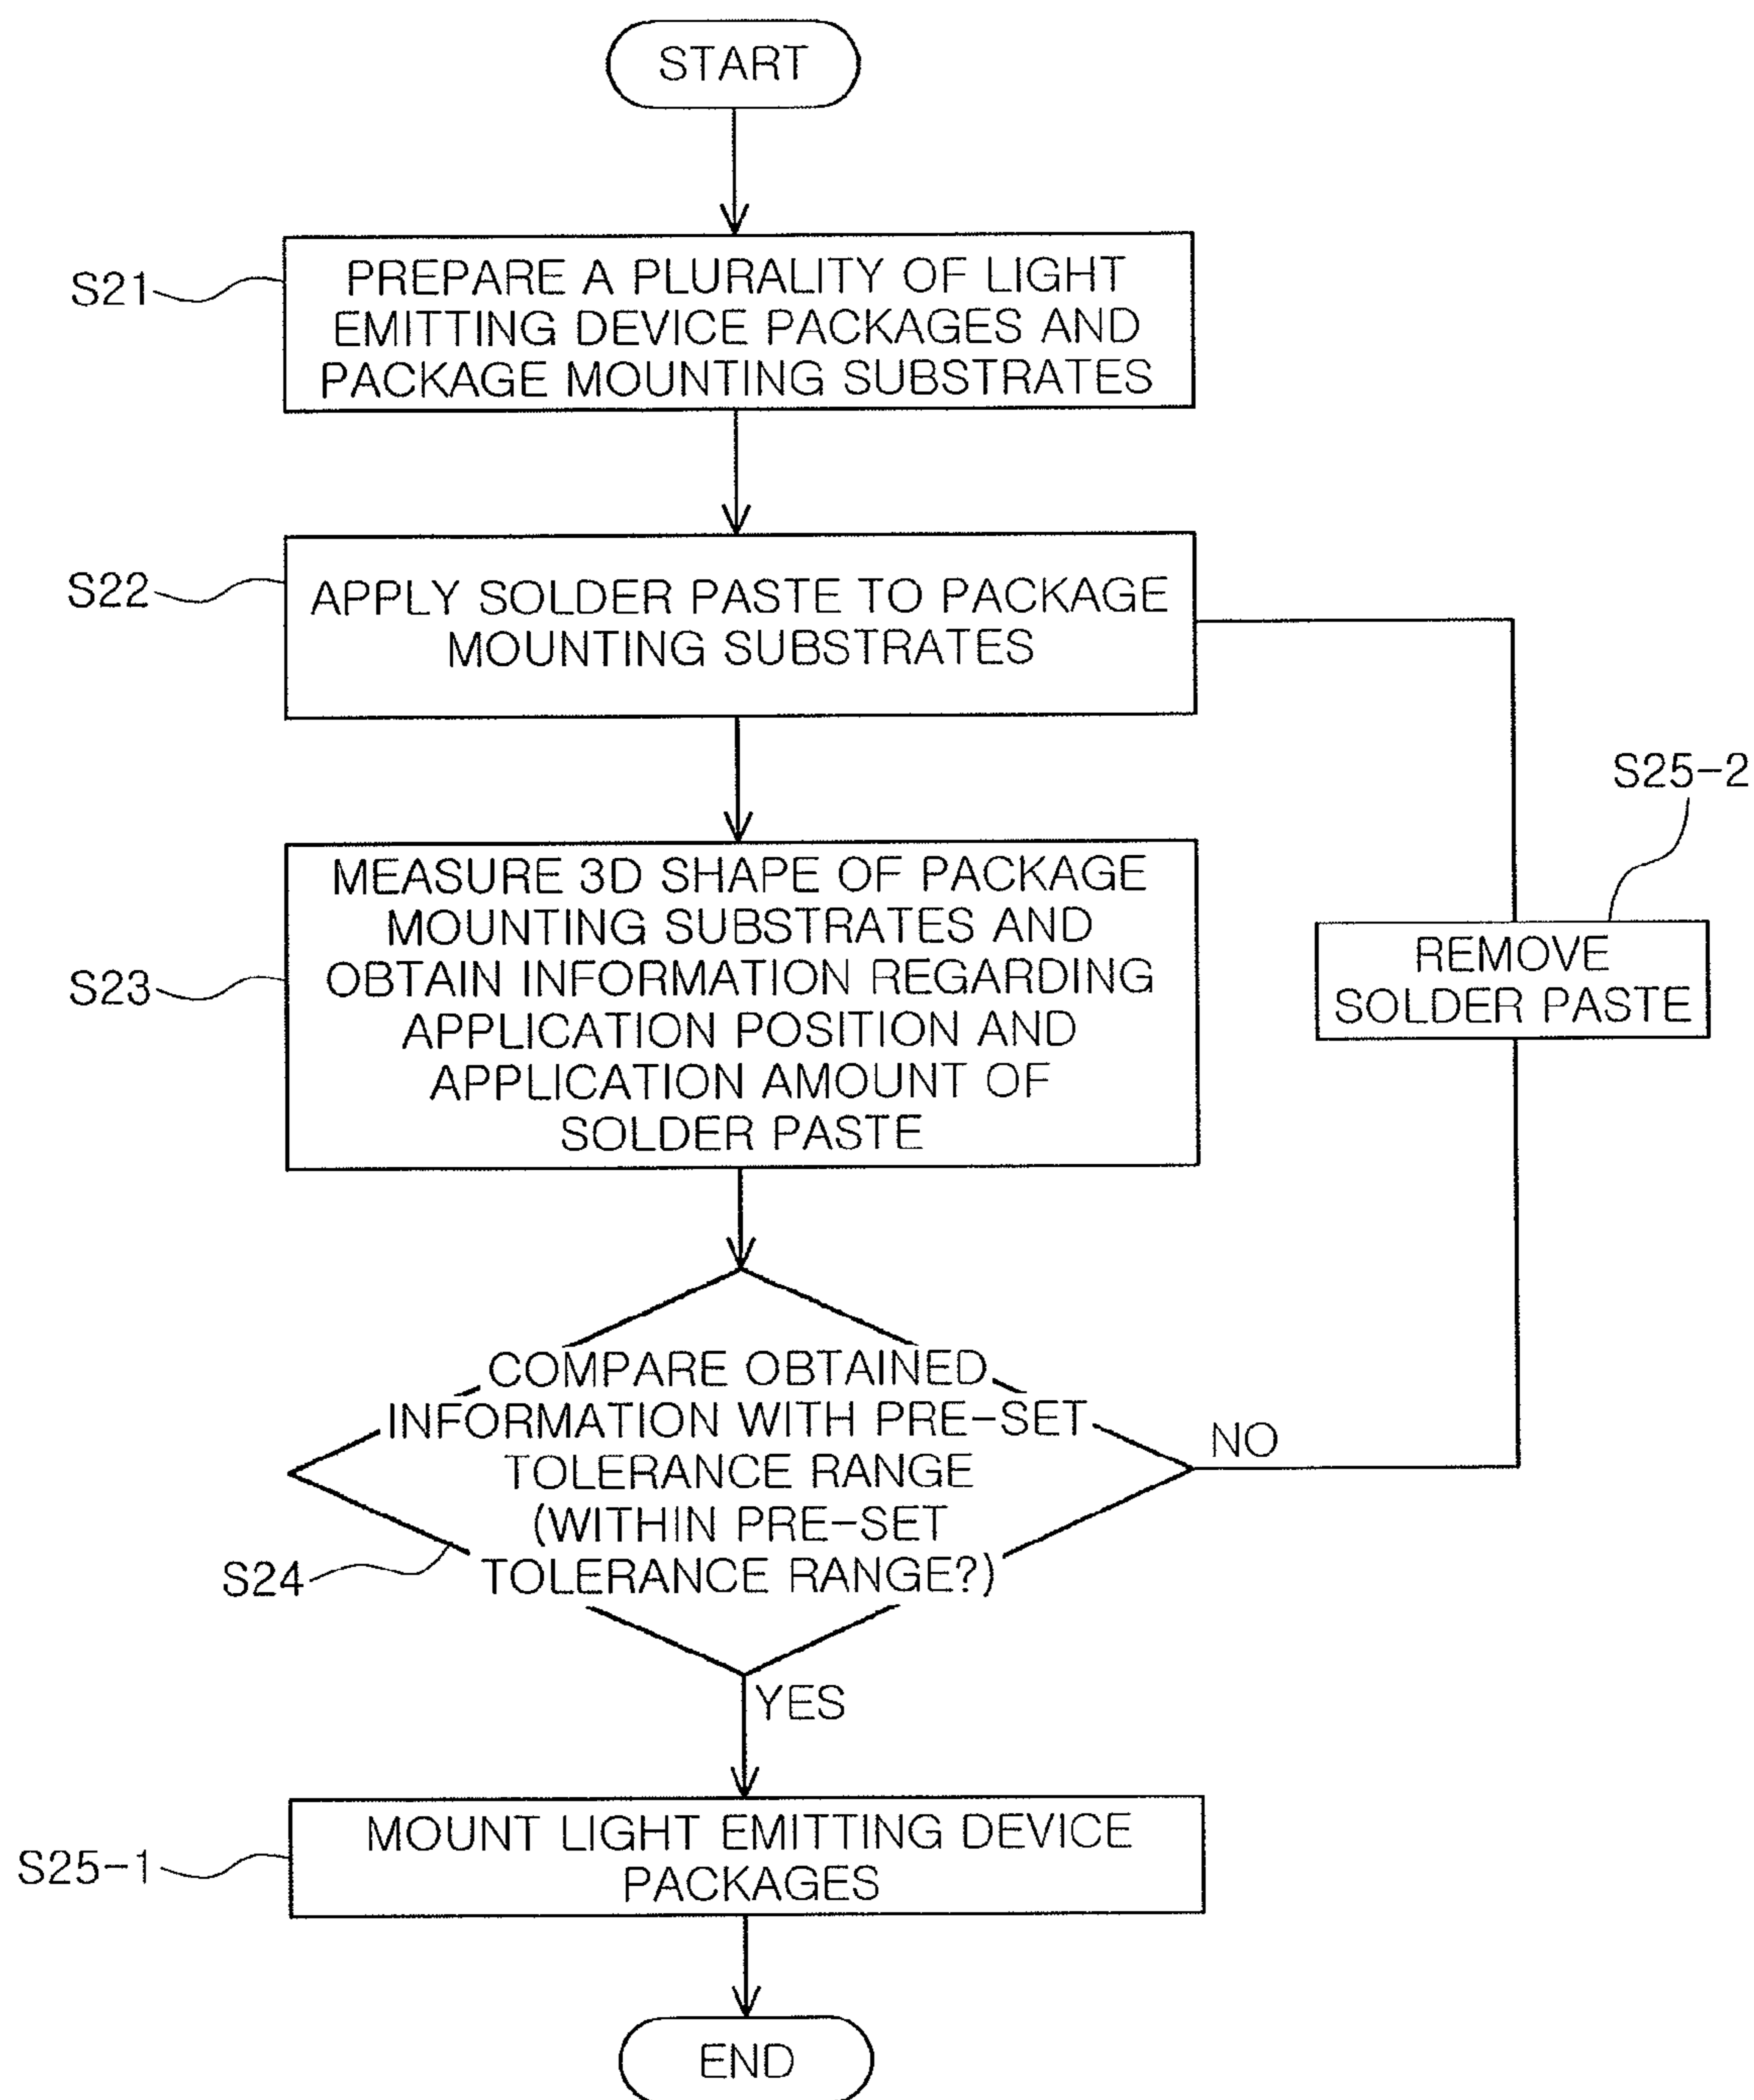 START
S21
PREPARE A PLURALITY OF LIGHT
EMITTING DEVICE PACKAGES AND
PACKAGE MOUNTING SUBSTRATES
S22
APPLY SOLDER PASTE TO PACKAGE
MOUNTING SUBSTRATES
S25-2
REMOVE
SOLDER PASTE
S23
MEASURE 3D SHAPE OF PACKAGE
MOUNTING SUBSTRATES AND
OBTAIN INFORMATION REGARDING
APPLICATION POSITION AND
APPLICATION AMOUNT OF
SOLDER PASTE
COMPARE OBTAINED
INFORMATION WITH PRE-SET
TOLERANCE RANGE
(WITHIN PRE-SET
TOLERANCE RANGE?)
NO
S24
YES
S25-1
MOUNT LIGHT EMITTING DEVICE
PACKAGES
END